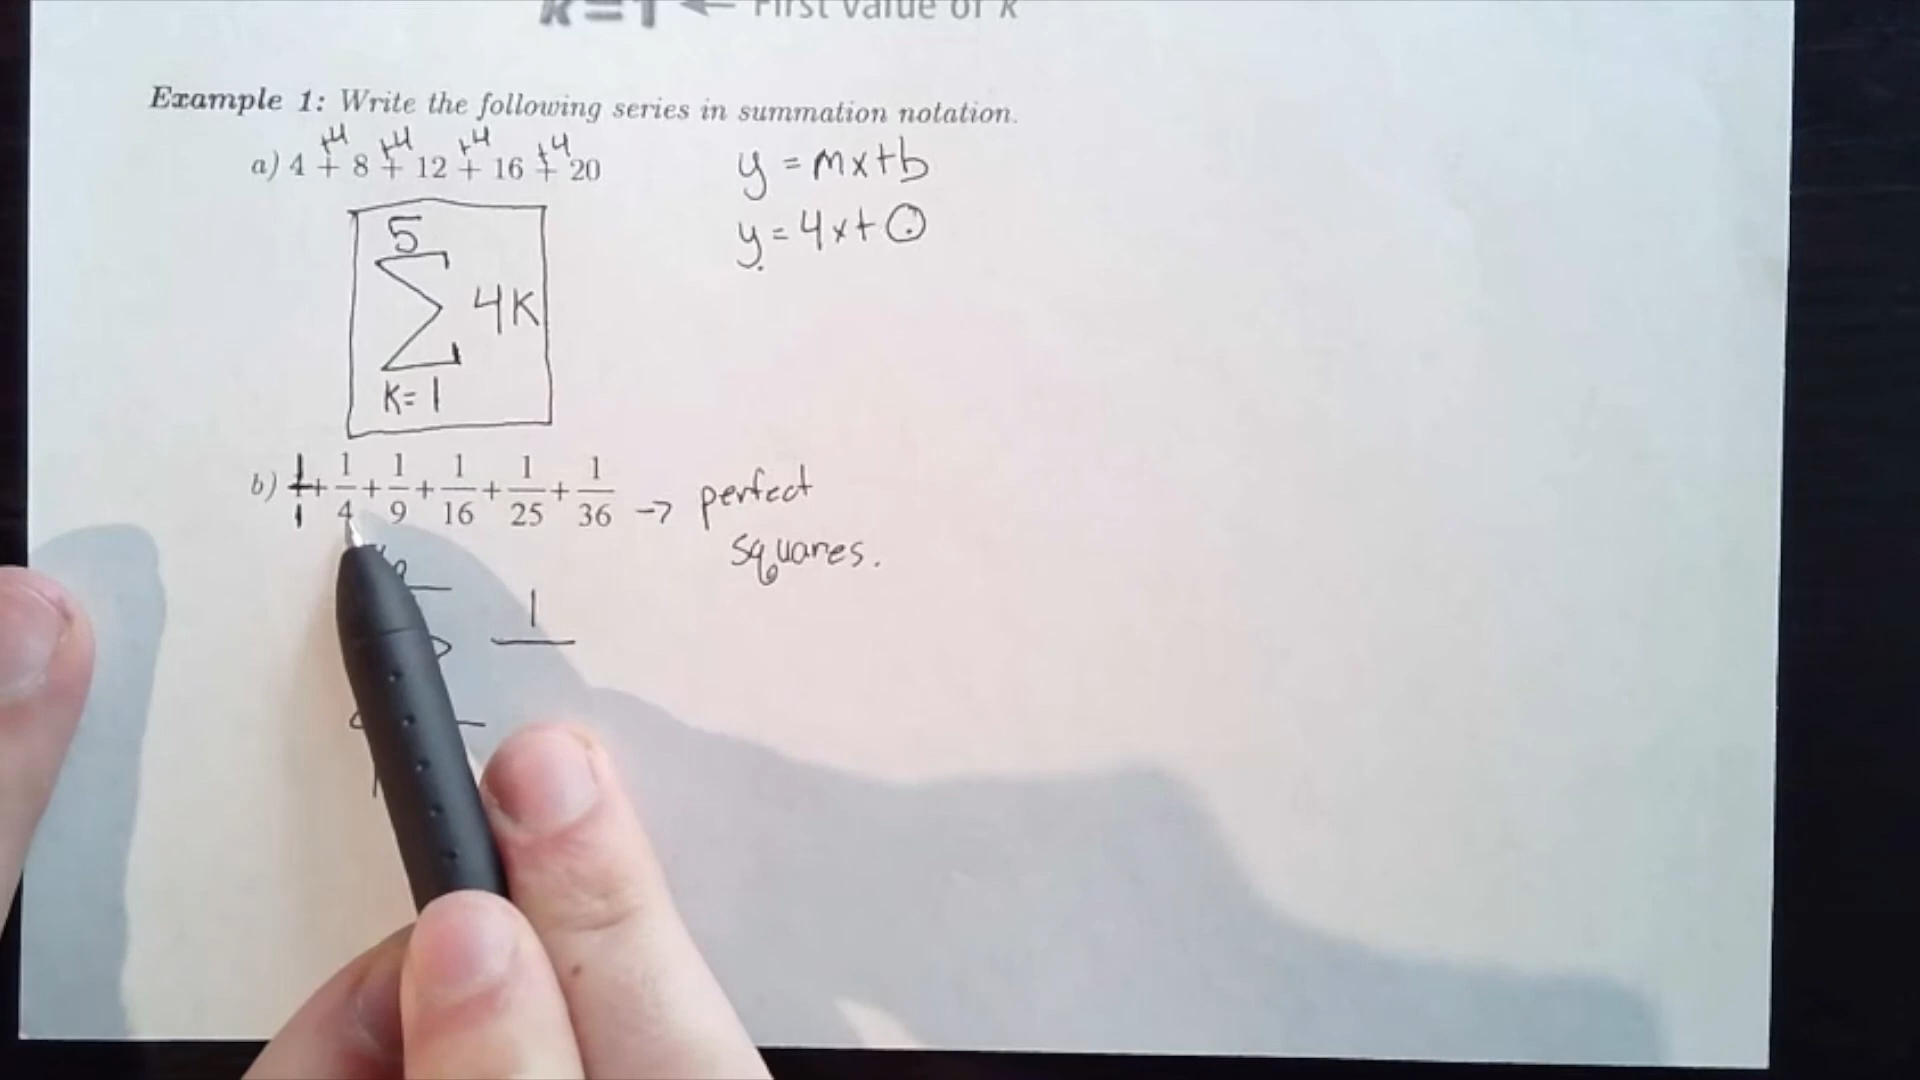 k=1 ← First value of k
Example 1: Write the following series in summation notation.
+4 +4 +4 +4
a) 4 + 8 + 12 + 16 + 20
y = mx+b
y = 4x+0
5
∑ 4k
k=1
b) 1/1 + 1/4 + 1/9 + 1/16 + 1/25 + 1/36 → perfect
squares.
1